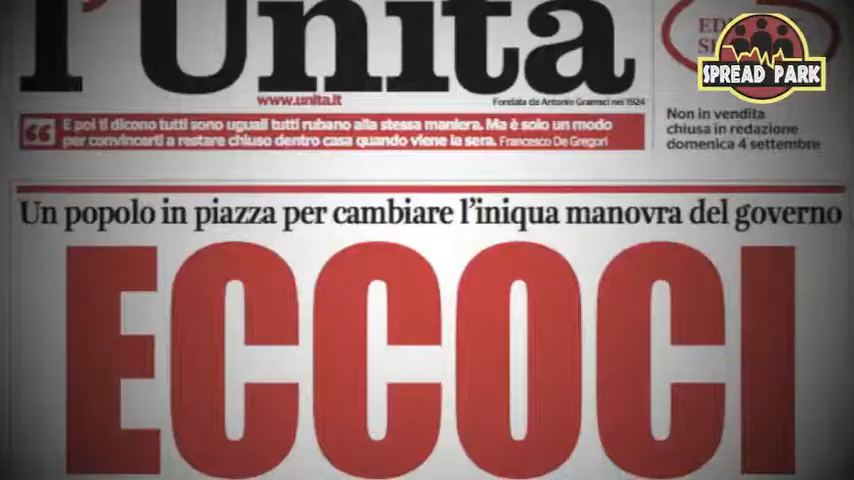 l'Unità
www.unita.it
Fondata da Antonio Gramsci nel 1924
SPREAD PARK
Non in vendita
chiusa in redazione
domenica 4 settembre
E poi ti dicono tutti sono uguali tutti rubano alla stessa maniera. Ma è solo un modo
per convincerti a restare chiuso dentro casa quando viene la sera. Francesco De Gregori
Un popolo in piazza per cambiare l'iniqua manovra del governo
ECCOCI